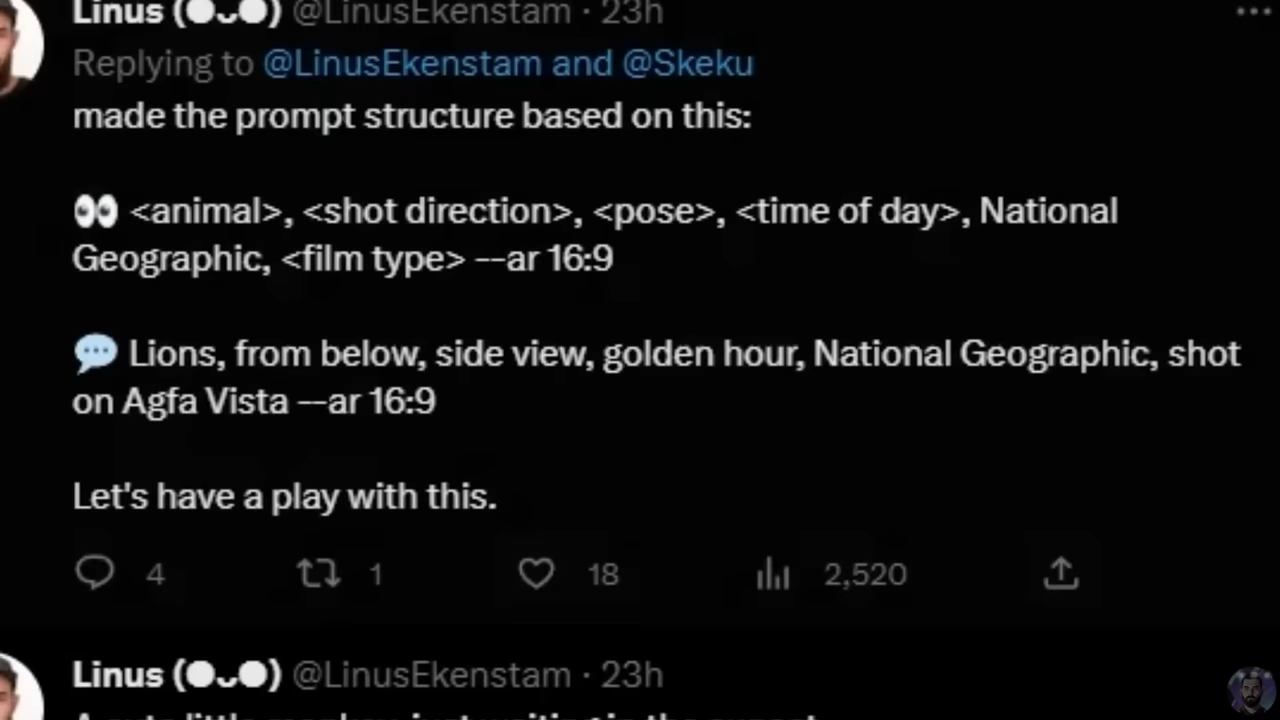 Linus (●ᴗ●) @LinusEkenstam · 23h
Replying to @LinusEkenstam and @Skeku
made the prompt structure based on this:
👀 <animal>, <shot direction>, <pose>, <time of day>, National
Geographic, <film type> --ar 16:9
💬 Lions, from below, side view, golden hour, National Geographic, shot
on Agfa Vista --ar 16:9
Let's have a play with this.
4 1 18 2,520
Linus (●ᴗ●) @LinusEkenstam · 23h